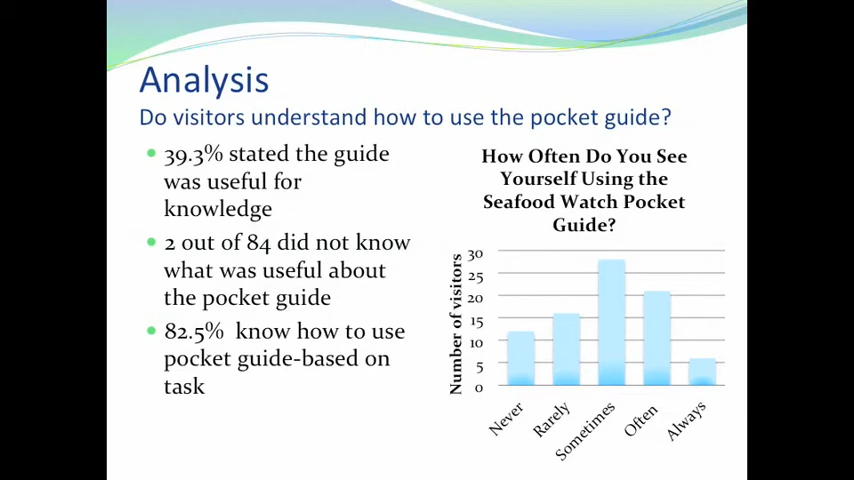 Analysis
Do visitors understand how to use the pocket guide?
• 39.3% stated the guide
was useful for
knowledge
• 2 out of 84 did not know
what was useful about
the pocket guide
• 82.5% know how to use
pocket guide-based on
task
How Often Do You See
Yourself Using the
Seafood Watch Pocket
Guide?
Number of visitors
30
25
20
15
10
5
0
Never
Rarely
Sometimes
Often
Always